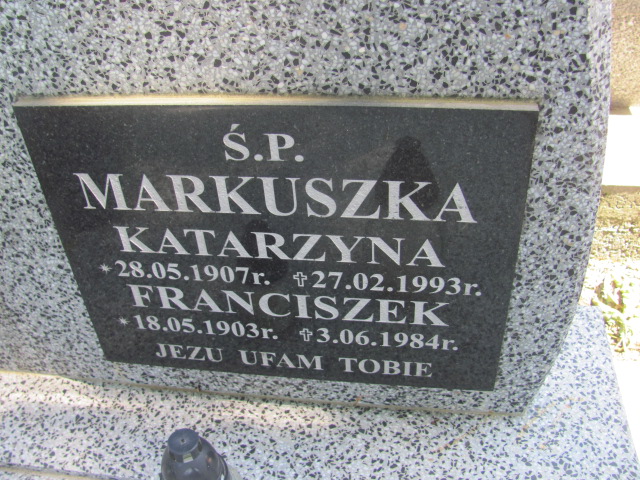 Ś.P.
MARKUSZKA
KATARZYNA
*28.05.1907r. ✝27.02.1993r.
FRANCISZEK
*18.05.1903r. ✝3.06.1984r.
JEZU UFAM TOBIE